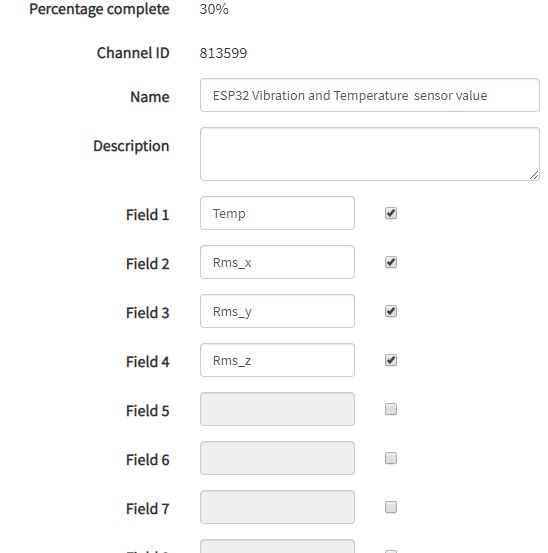 Percentage complete 30%
Channel ID 813599
Name ESP32 Vibration and Temperature sensor value
Description
Field 1 Temp
Field 2 Rms_x
Field 3 Rms_y
Field 4 Rms_z
Field 5
Field 6
Field 7